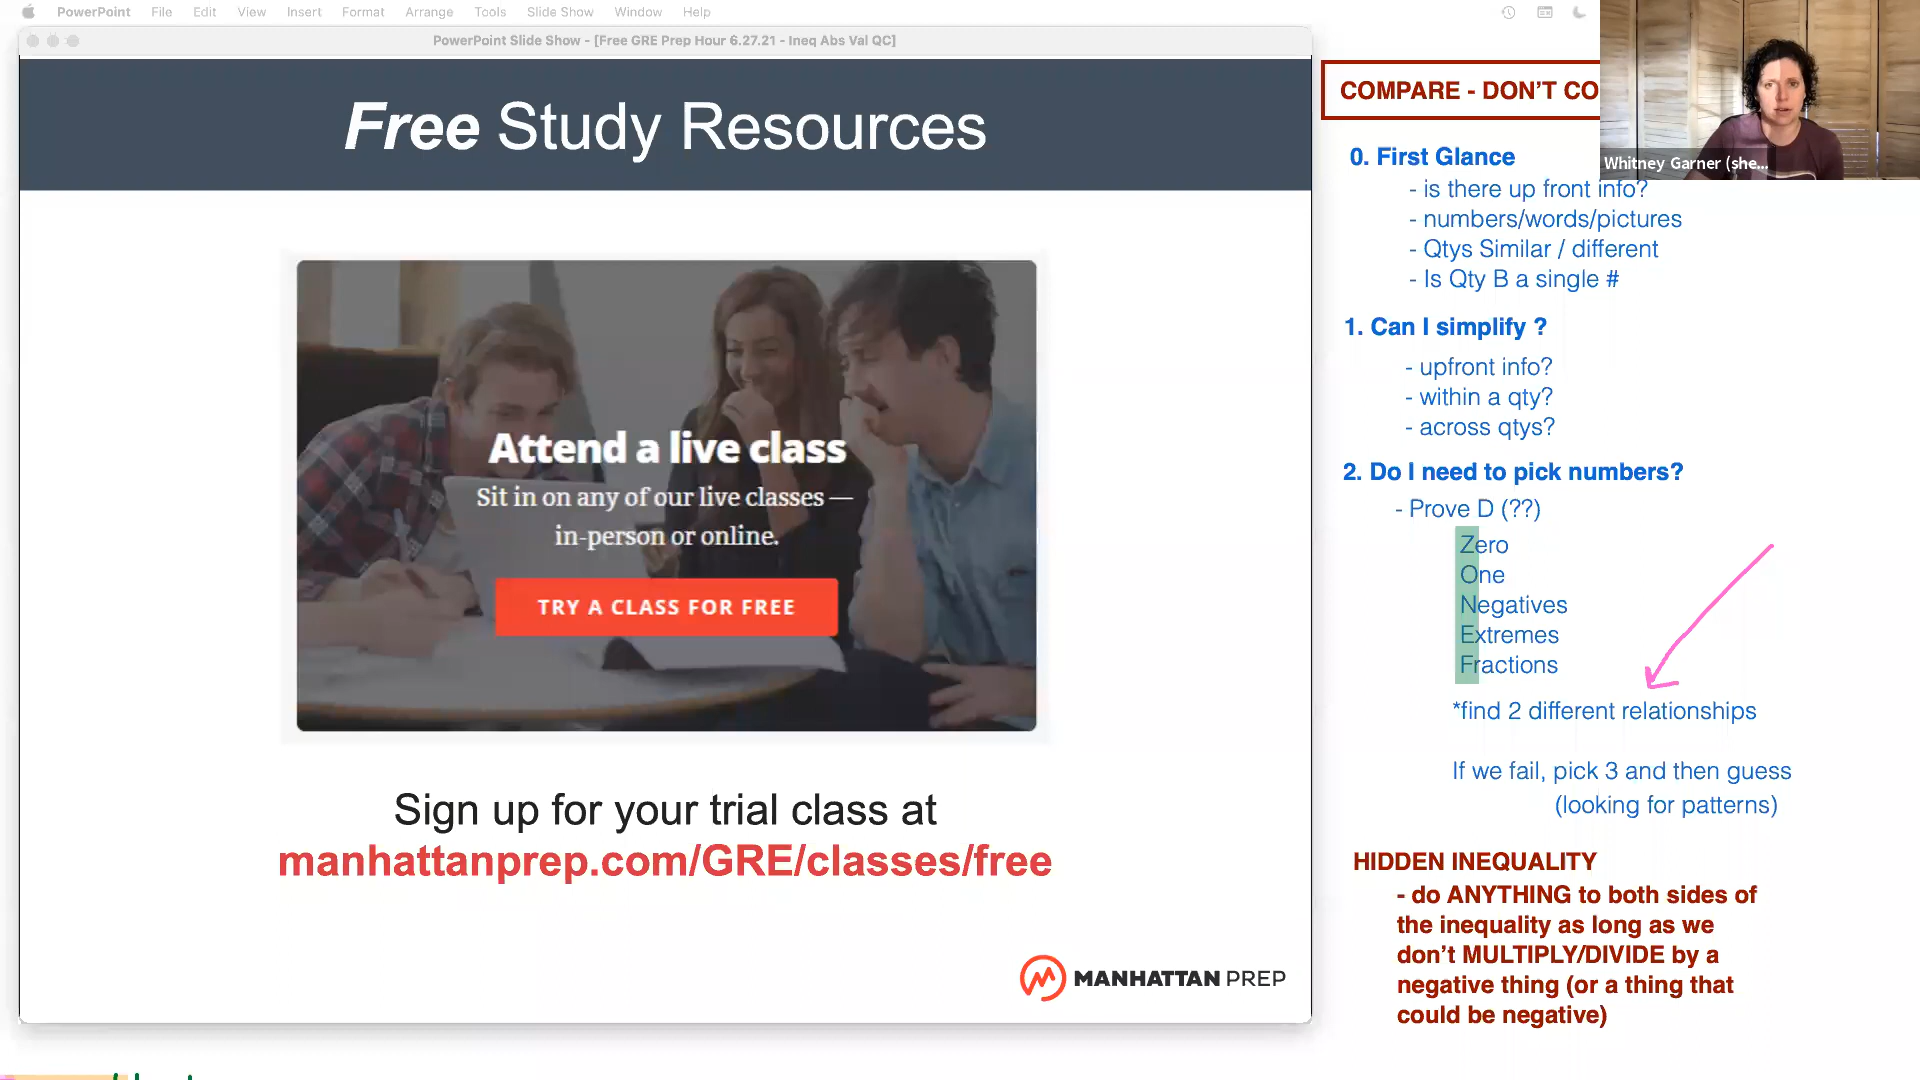 PowerPoint File Edit View Insert Format Arrange Tools Slide Show Window Help
PowerPoint Slide Show - [Free GRE Prep Hour 6.27.21 - Ineq Abs Val QC]
Free Study Resources
Attend a live class
Sit in on any of our live classes —
in-person or online.
TRY A CLASS FOR FREE
Sign up for your trial class at
manhattanprep.com/GRE/classes/free
MANHATTAN PREP
COMPARE - DON'T CO
Whitney Garner (she...
0. First Glance
- is there up front info?
- numbers/words/pictures
- Qtys Similar / different
- Is Qty B a single #
1. Can I simplify ?
- upfront info?
- within a qty?
- across qtys?
2. Do I need to pick numbers?
- Prove D (??)
Zero
One
Negatives
Extremes
Fractions
*find 2 different relationships
If we fail, pick 3 and then guess
(looking for patterns)
HIDDEN INEQUALITY
- do ANYTHING to both sides of
the inequality as long as we
don't MULTIPLY/DIVIDE by a
negative thing (or a thing that
could be negative)